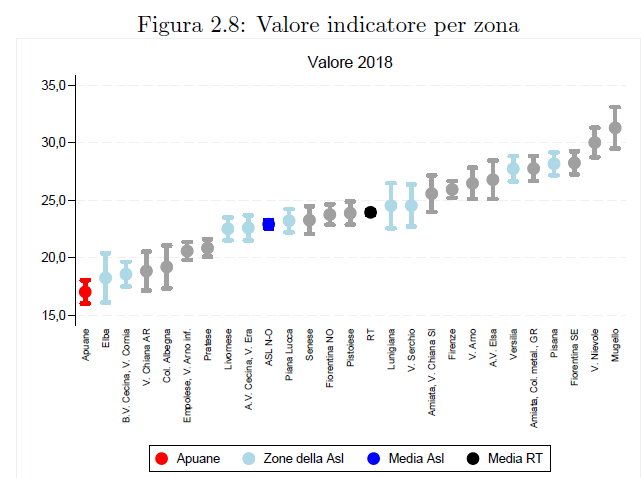 Figura 2.8: Valore indicatore per zona
Valore 2018
35,0
30,0
25,0
20,0
15,0
Apuane
Elba
B.V. Cecina, V. Cornia
V. Chiana AR
Col. Albegna
Empolese, V. Arno inf.
Pratese
Livornese
A.V. Cecina, V. Era
ASL N-O
Piana Lucca
Senese
Fiorentina NO
Pistoiese
RT
Lunigiana
V. Serchio
Amiata, V. Chiana SI
Firenze
V. Arno
A.V. Elsa
Versilia
Amiata, Col. metal., GR
Pisana
Fiorentina SE
V. Nievole
Mugello
Apuane Zone della Asl Media Asl Media RT